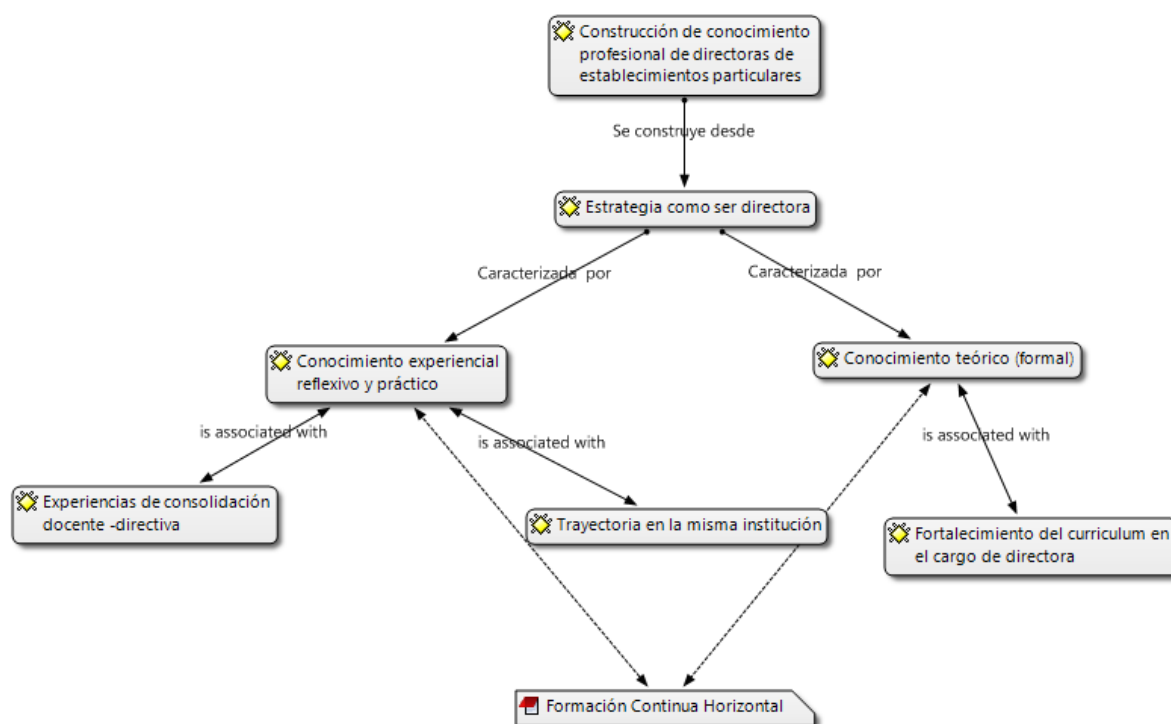 Construcción de conocimiento
profesional de directoras de
establecimientos particulares
Se construye desde
Estrategia como ser directora
Caracterizada por
Caracterizada por
Conocimiento experiencial
reflexivo y práctico
Conocimiento teórico (formal)
is associated with
is associated with
is associated with
Experiencias de consolidación
docente -directiva
Trayectoria en la misma institución
Fortalecimiento del curriculum en
el cargo de directora
Formación Continua Horizontal